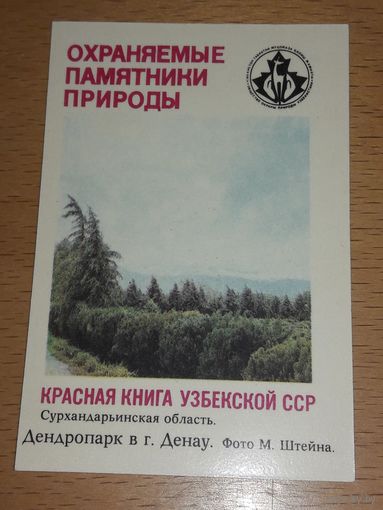 ОХРАНЯЕМЫЕ
ПАМЯТНИКИ
ПРИРОДЫ
КРАСНАЯ КНИГА УЗБЕКСКОЙ ССР
Сурхандарьинская область.
Дендропарк в г. Денау. Фото М. Штейна.